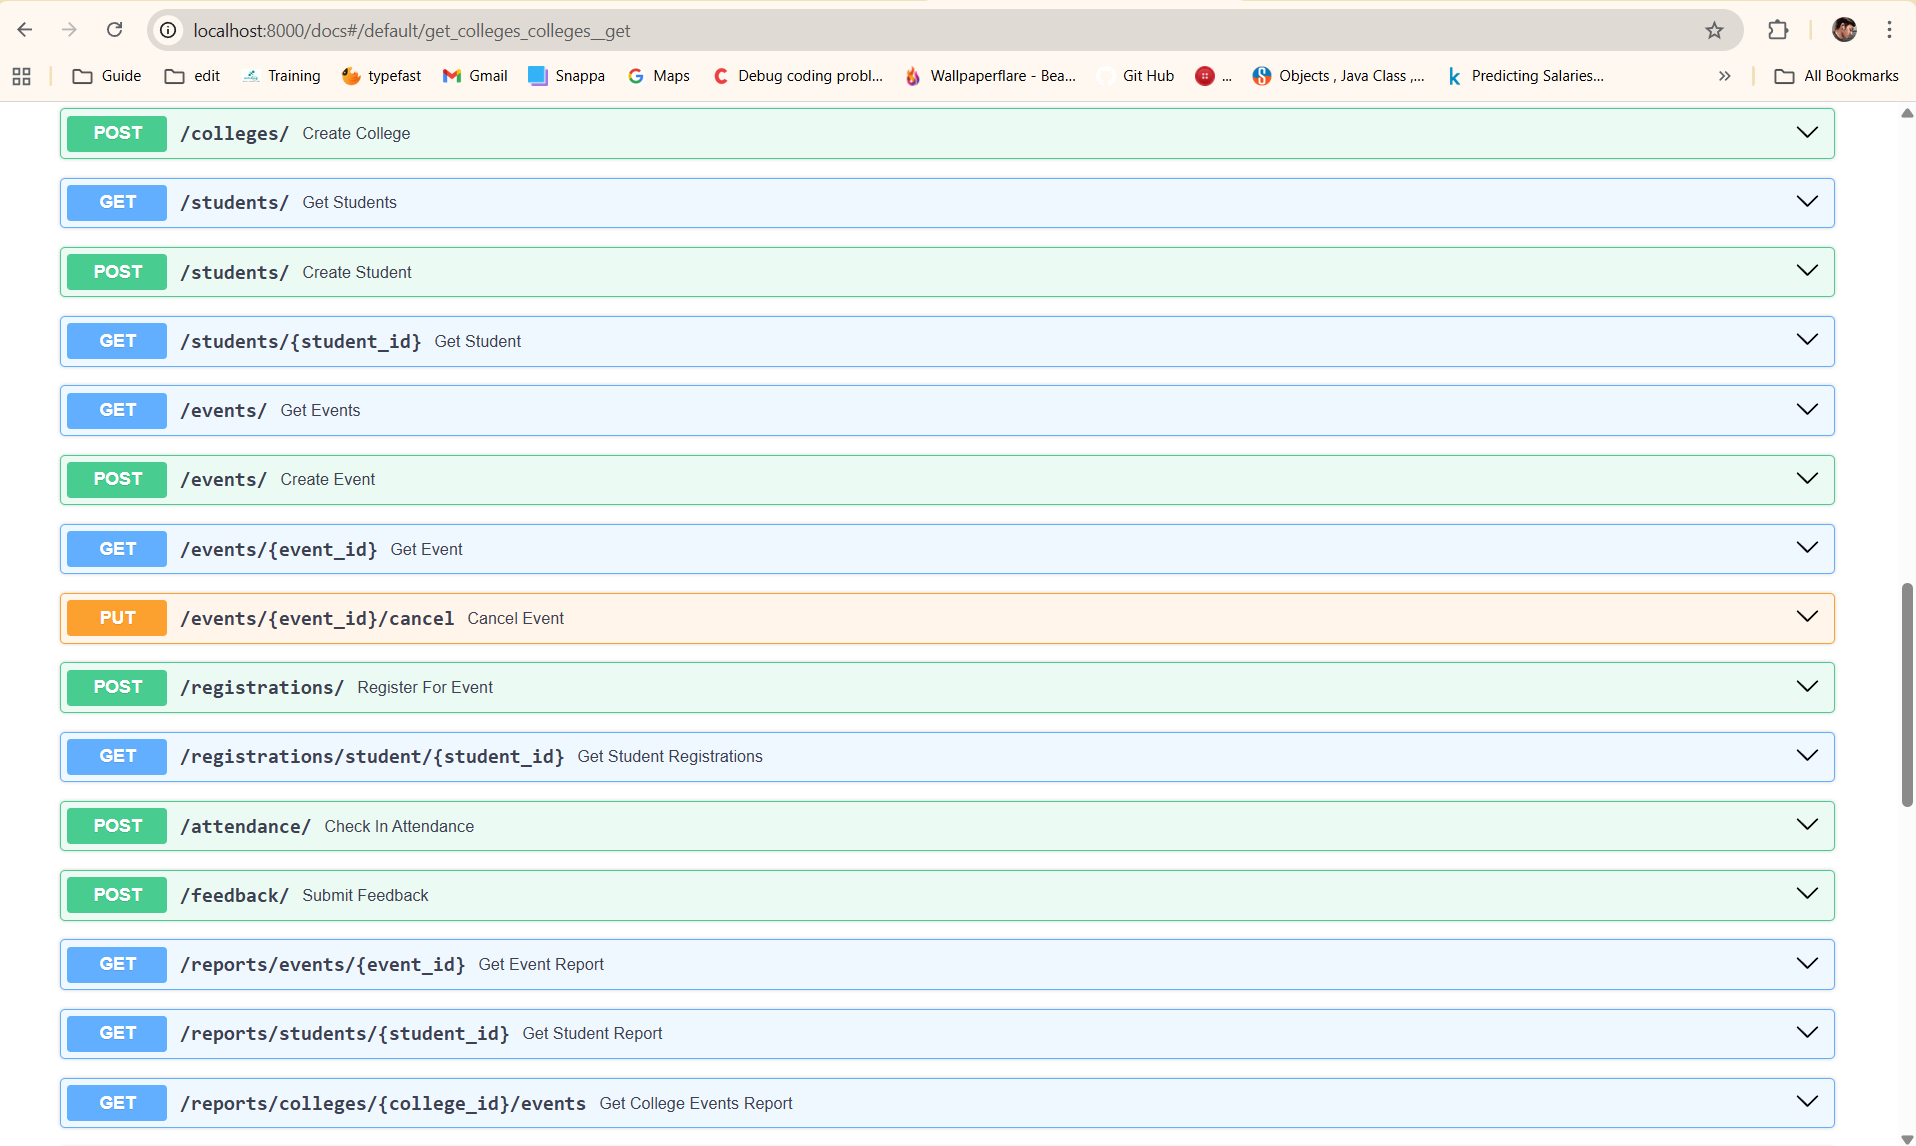 localhost:8000/docs#/default/get_colleges_colleges__get
Guide edit Training typefast Gmail Snappa Maps Debug coding probl... Wallpaperflare - Bea... Git Hub ... Objects , Java Class ,... Predicting Salaries... All Bookmarks
POST /colleges/ Create College
GET /students/ Get Students
POST /students/ Create Student
GET /students/{student_id} Get Student
GET /events/ Get Events
POST /events/ Create Event
GET /events/{event_id} Get Event
PUT /events/{event_id}/cancel Cancel Event
POST /registrations/ Register For Event
GET /registrations/student/{student_id} Get Student Registrations
POST /attendance/ Check In Attendance
POST /feedback/ Submit Feedback
GET /reports/events/{event_id} Get Event Report
GET /reports/students/{student_id} Get Student Report
GET /reports/colleges/{college_id}/events Get College Events Report